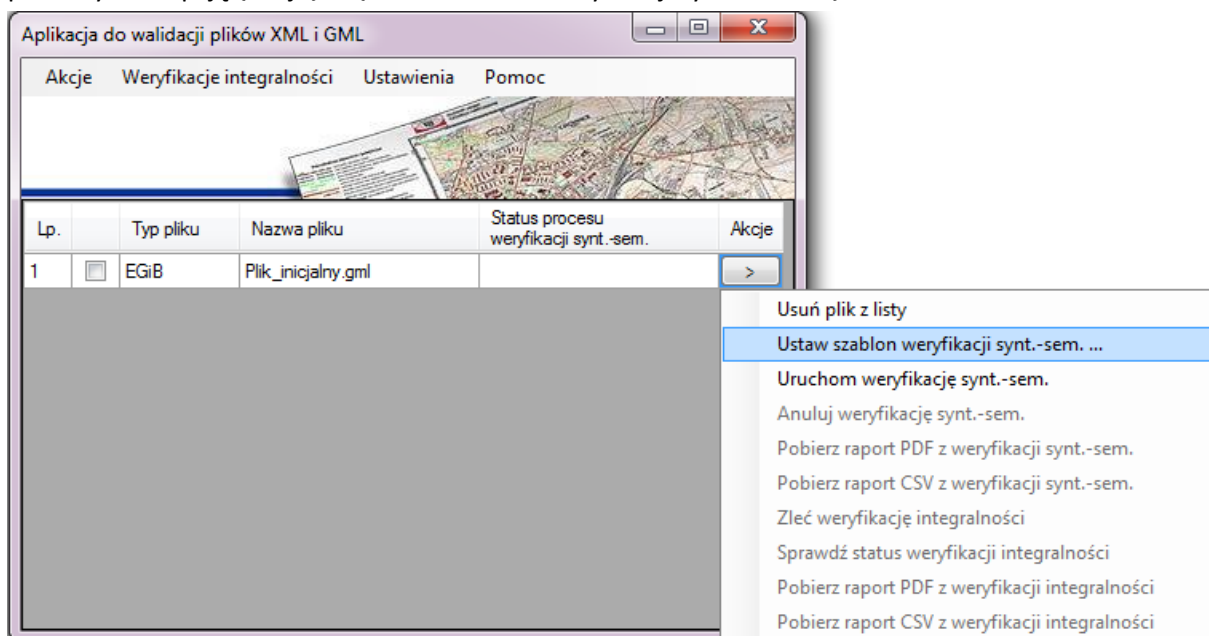 Aplikacja do walidacji plików XML i GML
Akcje Weryfikacje integralności Ustawienia Pomoc
Lp. Typ pliku Nazwa pliku Status procesu
weryfikacji synt.-sem. Akcje
1 EGiB Plik_inicjalny.gml >
Usuń plik z listy
Ustaw szablon weryfikacji synt.-sem. ...
Uruchom weryfikację synt.-sem.
Anuluj weryfikację synt.-sem.
Pobierz raport PDF z weryfikacji synt.-sem.
Pobierz raport CSV z weryfikacji synt.-sem.
Zleć weryfikację integralności
Sprawdź status weryfikacji integralności
Pobierz raport PDF z weryfikacji integralności
Pobierz raport CSV z weryfikacji integralności